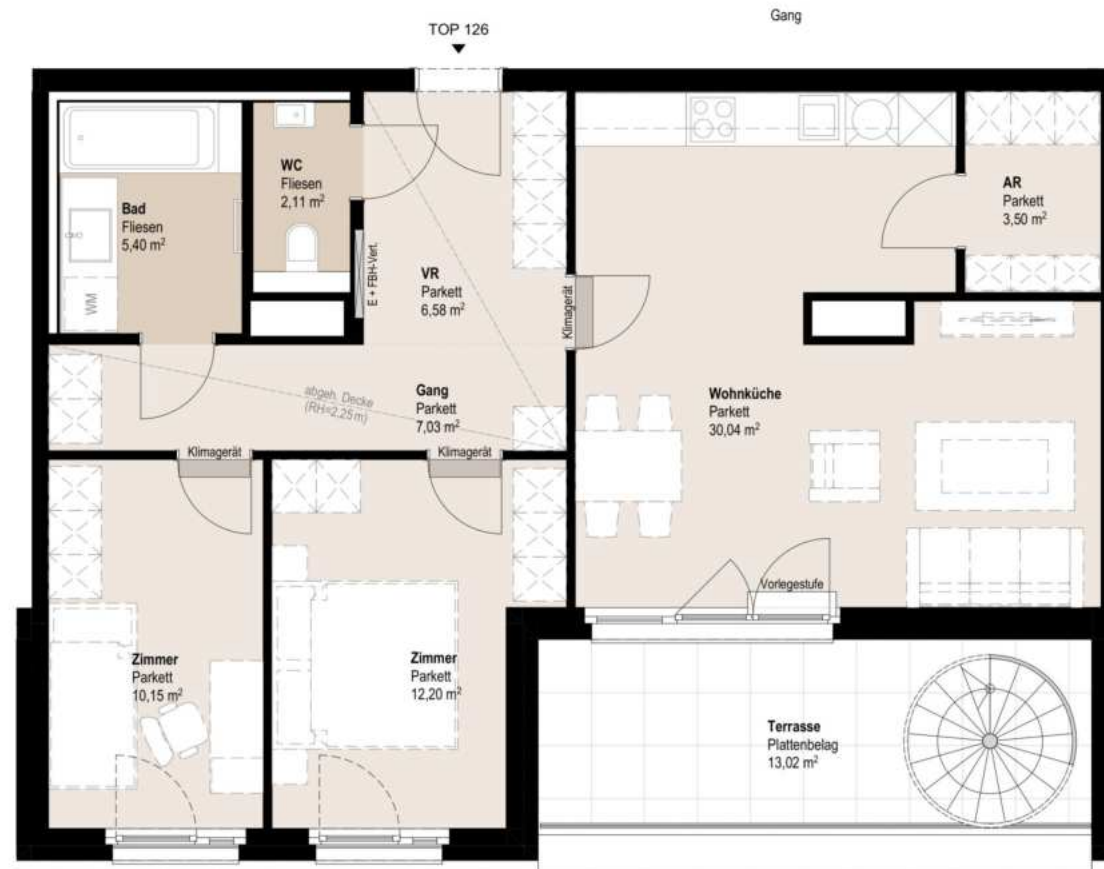 Gang
TOP 126
WC
Fliesen
2,11 m²
Bad
Fliesen
5,40 m²
WM
E + FBH-Vert.
VR
Parkett
6,58 m²
Klimagerät
AR
Parkett
3,50 m²
abgeh. Decke
(RH=2,25m)
Gang
Parkett
7,03 m²
Wohnküche
Parkett
30,04 m²
Klimagerät
Klimagerät
Vorlegestufe
Zimmer
Parkett
10,15 m²
Zimmer
Parkett
12,20 m²
Terrasse
Plattenbelag
13,02 m²